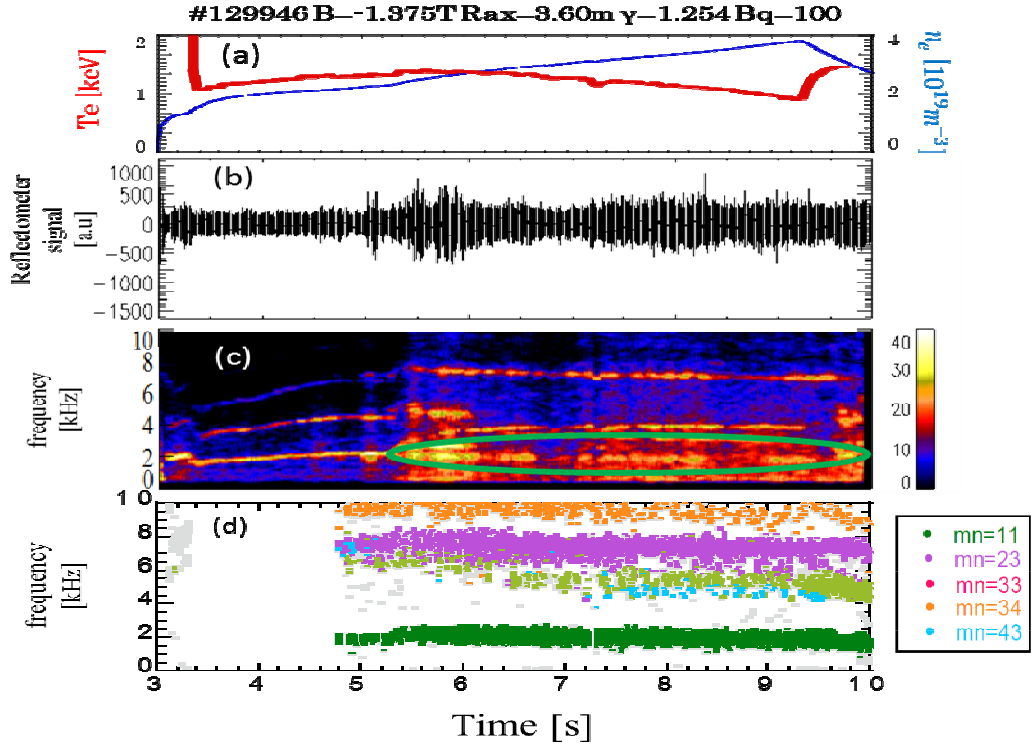 #129946 B–-1.375T Rax–3.60m γ–1.254 Bq–100
(a)
Te [keV]
2
1
0
4
2
0
n_e [10^19 m^-3]
(b)
Reflectometer signal [a.u]
1000
500
0
-500
-1000
-1500
(c)
frequency [kHz]
10
8
6
4
2
0
40
30
20
10
0
(d)
frequency [kHz]
10
8
6
4
2
0
mn=11
mn=23
mn=33
mn=34
mn=43
3 4 5 6 7 8 9 10
Time [s]